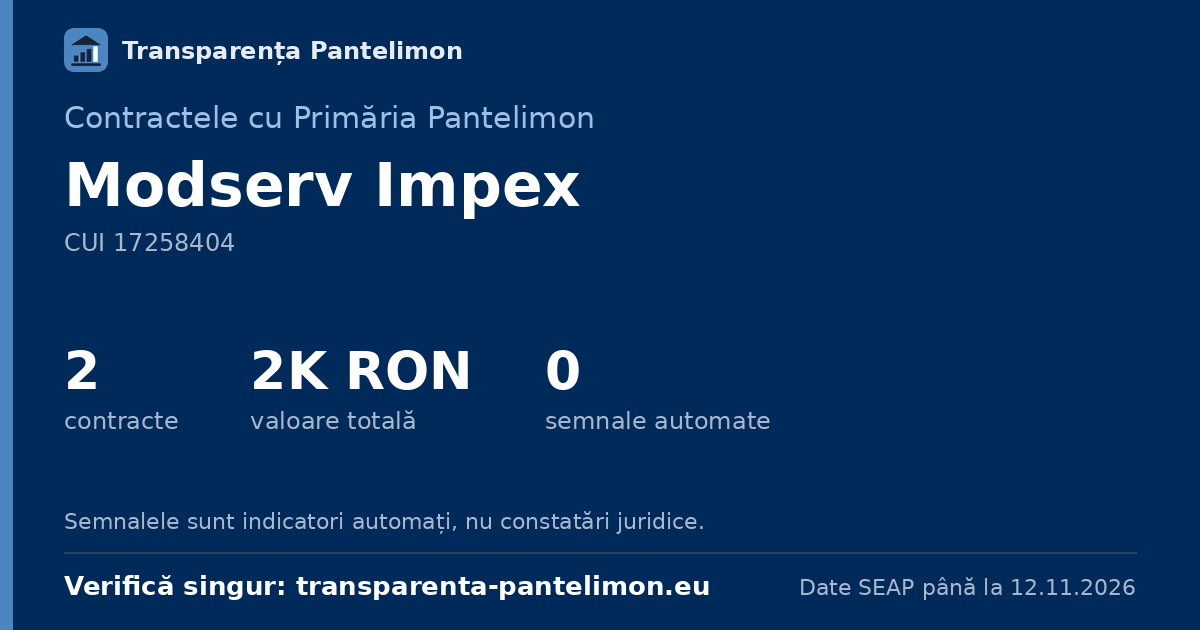 Transparența Pantelimon
Contractele cu Primăria Pantelimon
Modserv Impex
CUI 17258404
2
contracte
2K RON
valoare totală
0
semnale automate
Semnalele sunt indicatori automați, nu constatări juridice.
Verifică singur: transparenta-pantelimon.eu
Date SEAP până la 12.11.2026